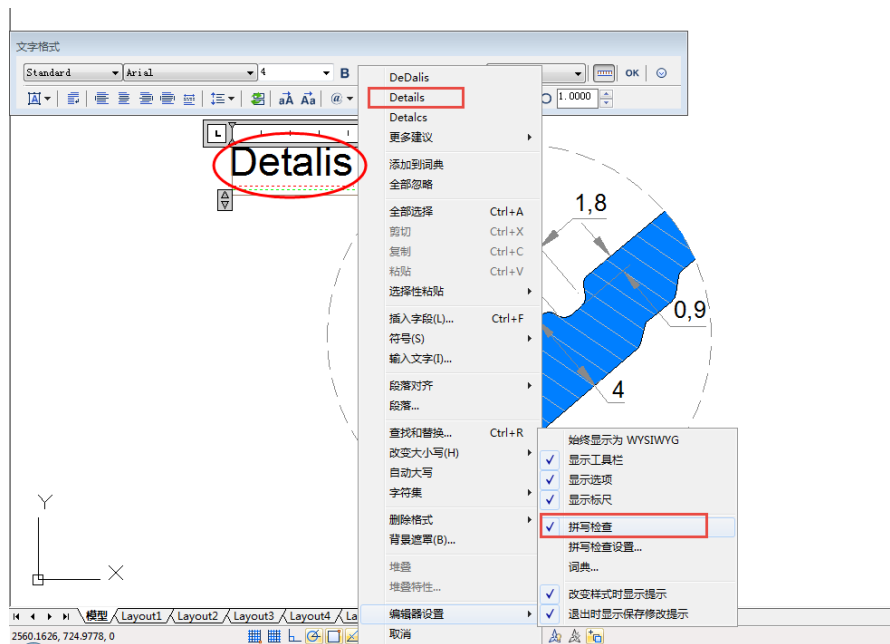 文字格式
Standard
Arial
4
B
OK
@
1.0000
Detalis
DeDalis
Details
Detalcs
更多建议
添加到词典
全部忽略
全部选择 Ctrl+A
剪切 Ctrl+X
复制 Ctrl+C
粘贴 Ctrl+V
选择性粘贴
插入字段(L)... Ctrl+F
符号(S)
输入文字(I)...
段落对齐
段落...
查找和替换... Ctrl+R
改变大小写(H)
自动大写
字符集
删除格式
背景遮罩(B)...
堆叠
堆叠特性...
编辑器设置
取消
始终显示为 WYSIWYG
显示工具栏
显示选项
显示标尺
拼写检查
拼写检查设置...
词典...
改变样式时显示提示
退出时显示保存修改提示
1,8
0,9
4
Y
X
模型 Layout1 Layout2 Layout3 Layout4 La
2560.1626, 724.9778, 0